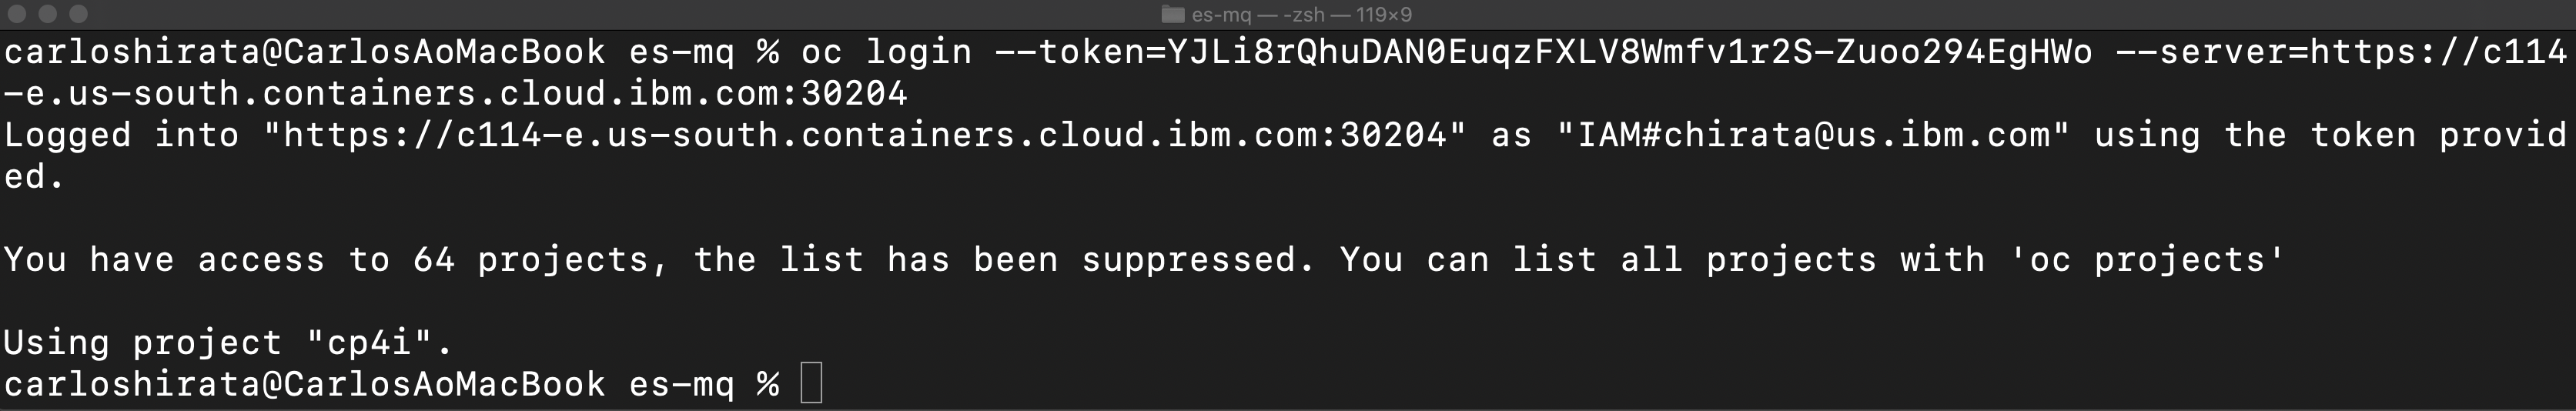 es-mq — -zsh — 119×9
carloshirata@CarlosAoMacBook es-mq % oc login --token=YJLi8rQhuDAN0EuqzFXLV8Wmfv1r2S-Zuoo294EgHWo --server=https://c114
-e.us-south.containers.cloud.ibm.com:30204
Logged into "https://c114-e.us-south.containers.cloud.ibm.com:30204" as "IAM#chirata@us.ibm.com" using the token provid
ed.
You have access to 64 projects, the list has been suppressed. You can list all projects with 'oc projects'
Using project "cp4i".
carloshirata@CarlosAoMacBook es-mq %